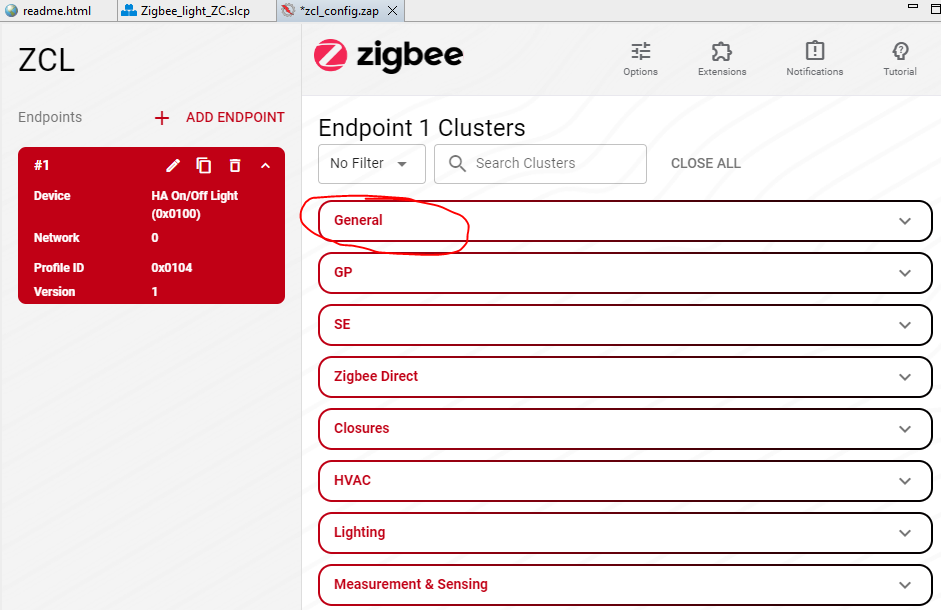 readme.html
Zigbee_light_ZC.slcp
*zcl_config.zap
ZCL
zigbee
Options
Extensions
Notifications
Tutorial
Endpoints
ADD ENDPOINT
#1
Device
HA On/Off Light
(0x0100)
Network
0
Profile ID
0x0104
Version
1
Endpoint 1 Clusters
No Filter
Search Clusters
CLOSE ALL
General
GP
SE
Zigbee Direct
Closures
HVAC
Lighting
Measurement & Sensing